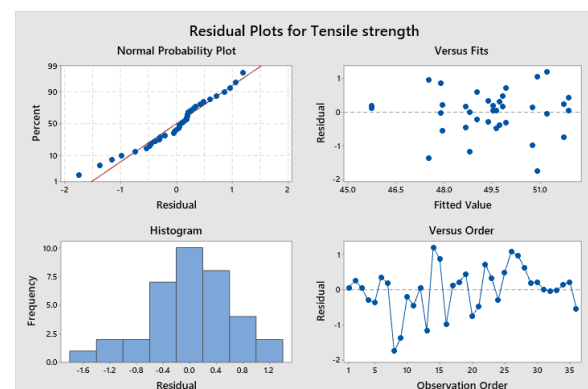 Residual Plots for Tensile strength
Normal Probability Plot
99
90
50
10
1
Percent
-2 -1 0 1 2
Residual
Versus Fits
1
0
-1
-2
Residual
45.0 46.5 48.0 49.5 51.0
Fitted Value
Histogram
10.0
7.5
5.0
2.5
0.0
Frequency
-1.6 -1.2 -0.8 -0.4 0.0 0.4 0.8 1.2
Residual
Versus Order
1
0
-1
-2
Residual
1 5 10 15 20 25 30 35
Observation Order